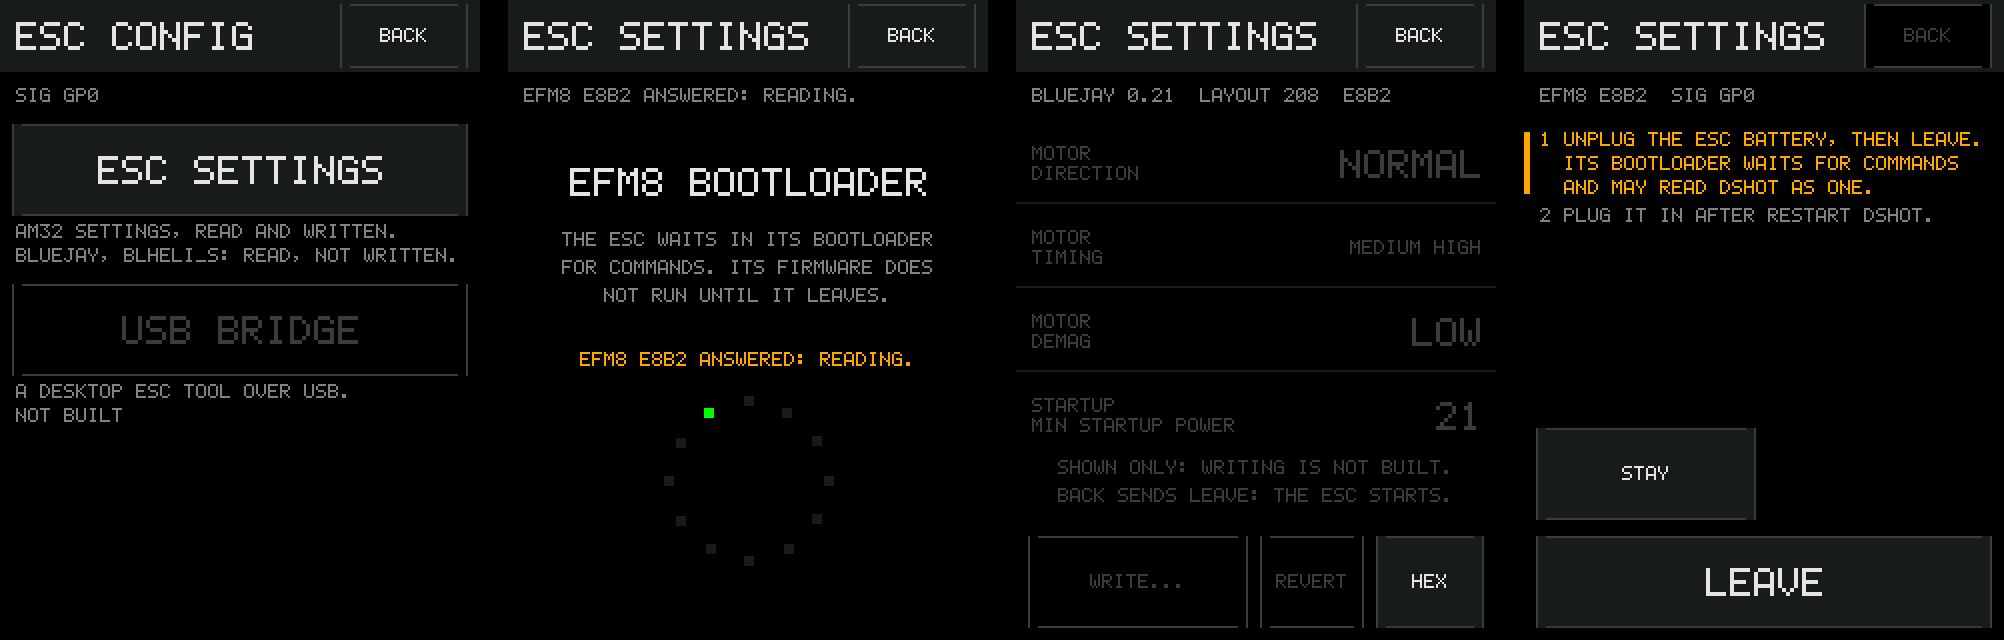 ESC CONFIG
BACK
SIG GP0
ESC SETTINGS
AM32 SETTINGS, READ AND WRITTEN.
BLUEJAY, BLHELI_S: READ, NOT WRITTEN.
USB BRIDGE
A DESKTOP ESC TOOL OVER USB.
NOT BUILT
ESC SETTINGS
BACK
EFM8 E8B2 ANSWERED: READING.
EFM8 BOOTLOADER
THE ESC WAITS IN ITS BOOTLOADER
FOR COMMANDS. ITS FIRMWARE DOES
NOT RUN UNTIL IT LEAVES.
EFM8 E8B2 ANSWERED: READING.
ESC SETTINGS
BACK
BLUEJAY 0.21  LAYOUT 208  E8B2
MOTOR
DIRECTION
NORMAL
MOTOR
TIMING
MEDIUM HIGH
MOTOR
DEMAG
LOW
STARTUP
MIN STARTUP POWER
21
SHOWN ONLY: WRITING IS NOT BUILT.
BACK SENDS LEAVE: THE ESC STARTS.
WRITE...
REVERT
HEX
ESC SETTINGS
BACK
EFM8 E8B2  SIG GP0
1 UNPLUG THE ESC BATTERY, THEN LEAVE.
ITS BOOTLOADER WAITS FOR COMMANDS
AND MAY READ DSHOT AS ONE.
2 PLUG IT IN AFTER RESTART DSHOT.
STAY
LEAVE